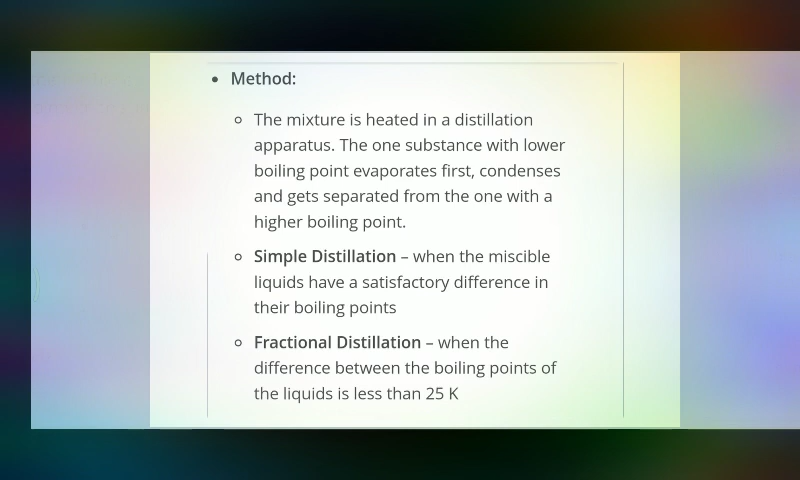 • Method:
◦ The mixture is heated in a distillation
apparatus. The one substance with lower
boiling point evaporates first, condenses
and gets separated from the one with a
higher boiling point.
◦ Simple Distillation – when the miscible
liquids have a satisfactory difference in
their boiling points
◦ Fractional Distillation – when the
difference between the boiling points of
the liquids is less than 25 K